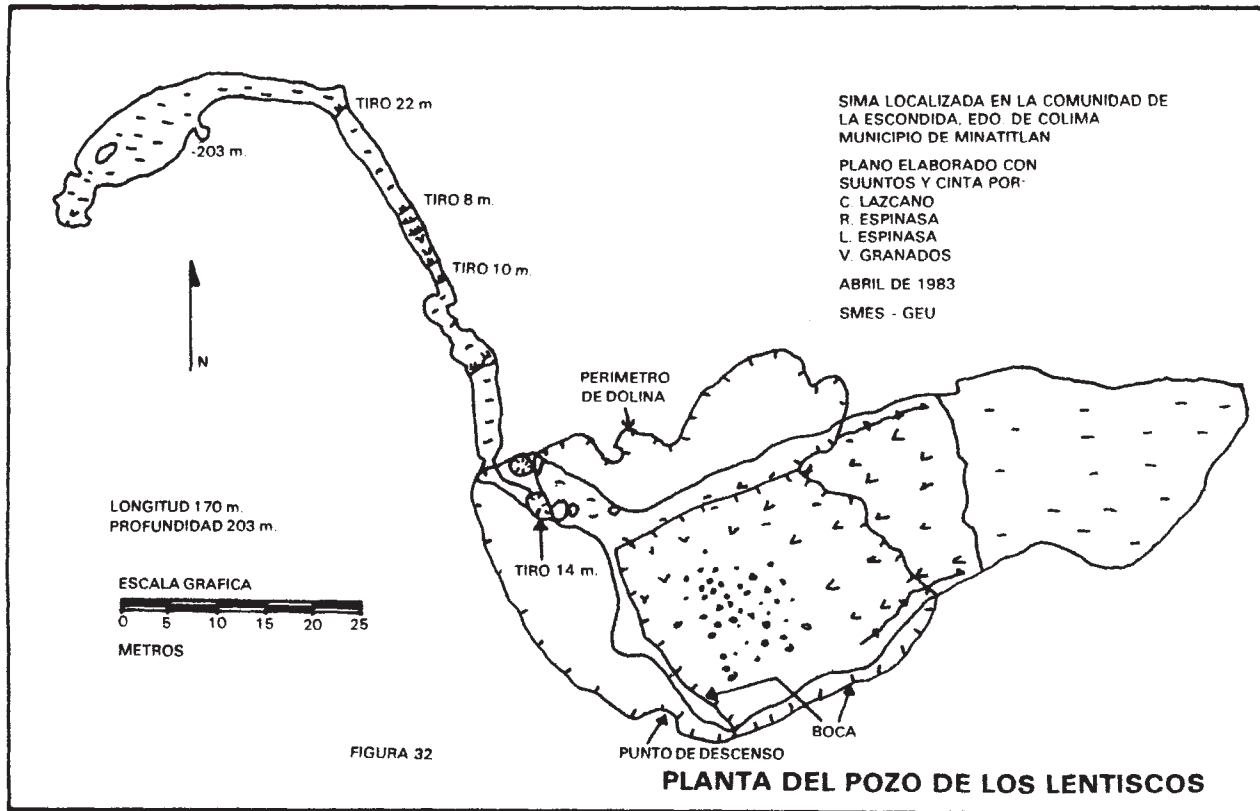 TIRO 22 m
-203 m.
TIRO 8 m.
TIRO 10 m.
N
SIMA LOCALIZADA EN LA COMUNIDAD DE
LA ESCONDIDA, EDO. DE COLIMA
MUNICIPIO DE MINATITLAN
PLANO ELABORADO CON
SUUNTOS Y CINTA POR:
C. LAZCANO
R. ESPINASA
L. ESPINASA
V. GRANADOS
ABRIL DE 1983
SMES - GEU
PERIMETRO
DE DOLINA
LONGITUD 170 m.
PROFUNDIDAD 203 m.
TIRO 14 m.
ESCALA GRAFICA
0 5 10 15 20 25
METROS
BOCA
PUNTO DE DESCENSO
FIGURA 32
PLANTA DEL POZO DE LOS LENTISCOS